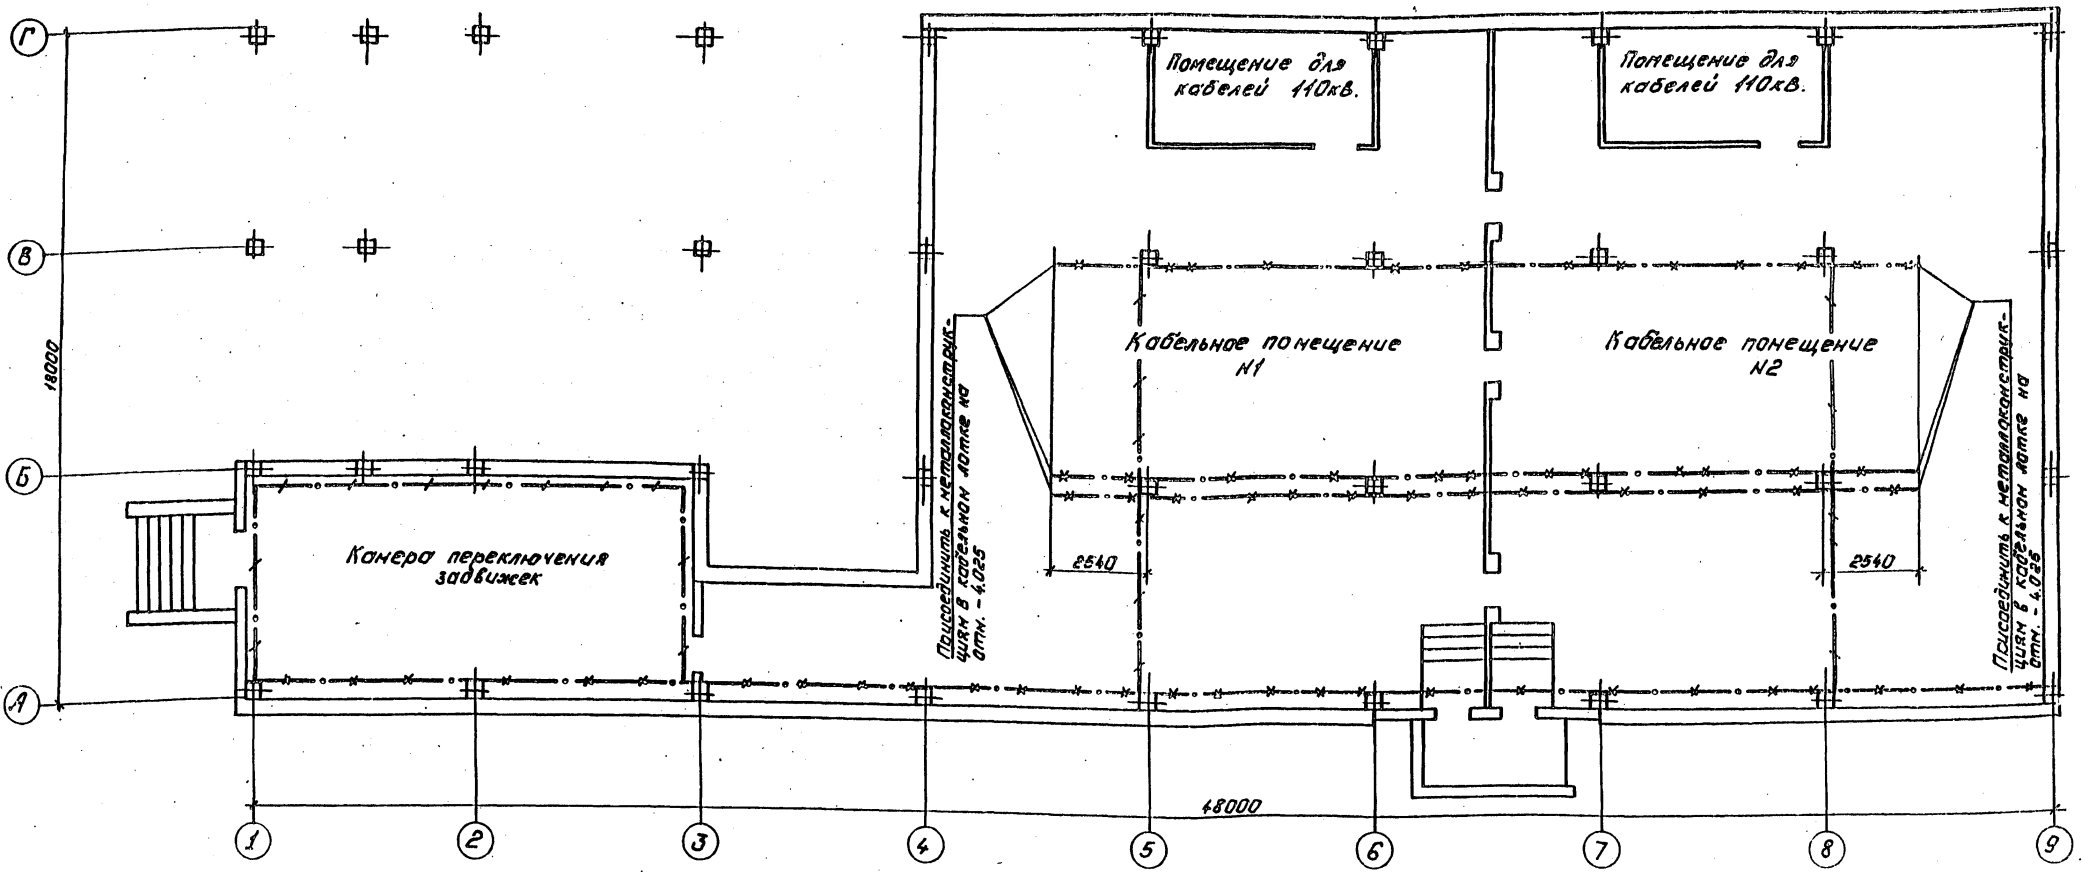 Г
Помещение для
кабелей 110кв.
Помещение для
кабелей 110кв.
В
18000
Кабельное помещение
N1
Кабельное помещение
N2
Присоединить к металлоконструк-
циям в кабельном лотке на
отм. - 4.025
Присоединить к металлоконструк-
циям в кабельном лотке на
отм. - 4.025
Б
Камера переключения
задвижек
2540
2540
А
48000
1
2
3
4
5
6
7
8
9